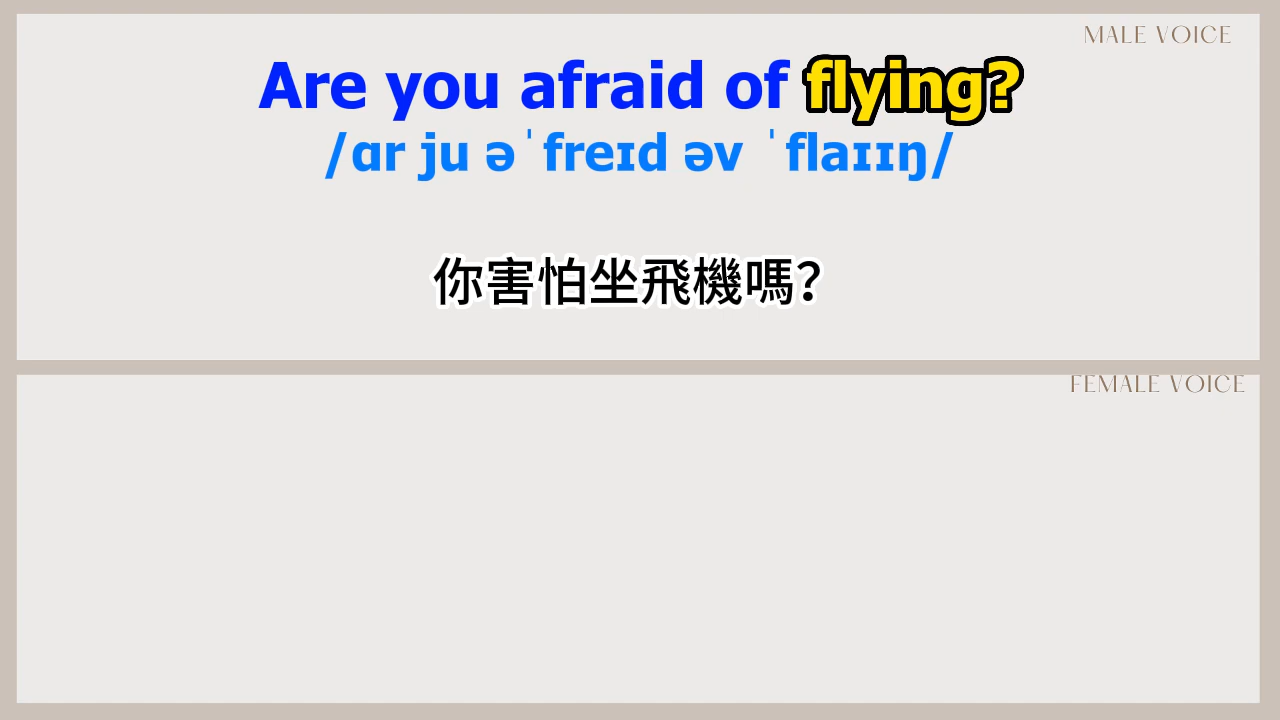 MALE VOICE
Are you afraid of flying?
/ɑr ju əˈfreɪd əv ˈflaɪɪŋ/
你害怕坐飛機嗎？
FEMALE VOICE